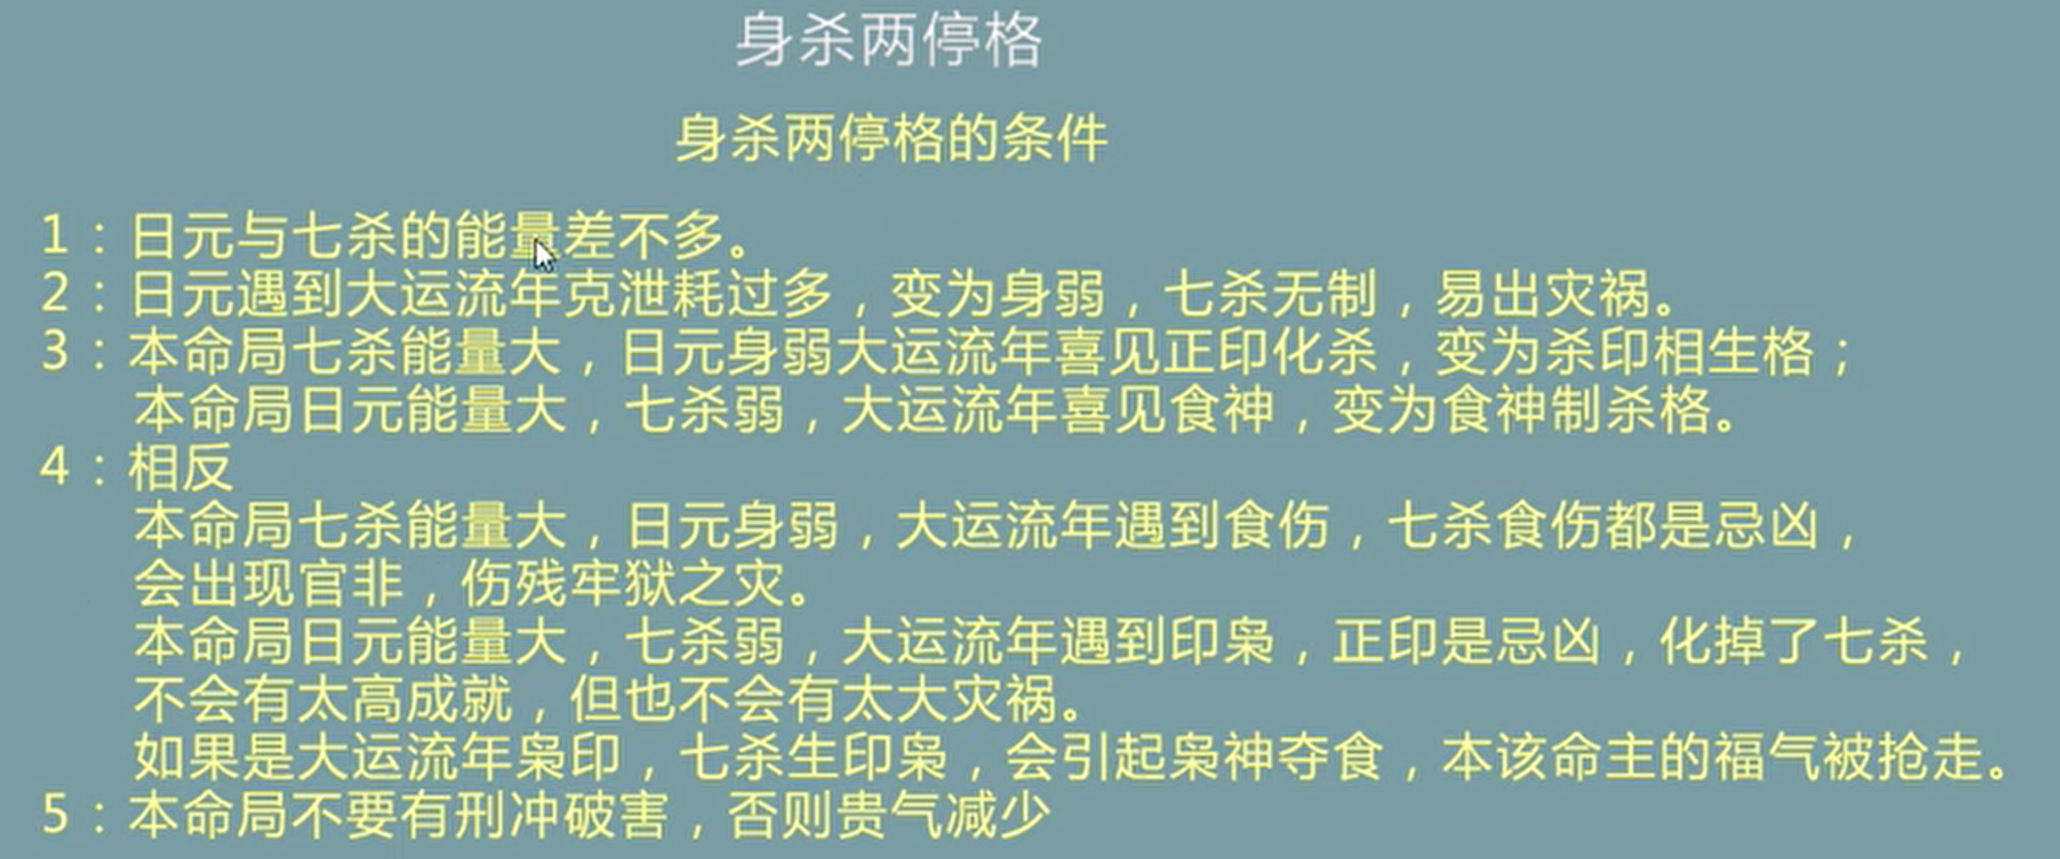 身杀两停格
身杀两停格的条件
1：日元与七杀的能量差不多。
2：日元遇到大运流年克泄耗过多，变为身弱，七杀无制，易出灾祸。
3：本命局七杀能量大，日元身弱大运流年喜见正印化杀，变为杀印相生格；
本命局日元能量大，七杀弱，大运流年喜见食神，变为食神制杀格。
4：相反
本命局七杀能量大，日元身弱，大运流年遇到食伤，七杀食伤都是忌凶，
会出现官非，伤残牢狱之灾。
本命局日元能量大，七杀弱，大运流年遇到印枭，正印是忌凶，化掉了七杀，
不会有太高成就，但也不会有太大灾祸。
如果是大运流年枭印，七杀生印枭，会引起枭神夺食，本该命主的福气被抢走。
5：本命局不要有刑冲破害，否则贵气减少